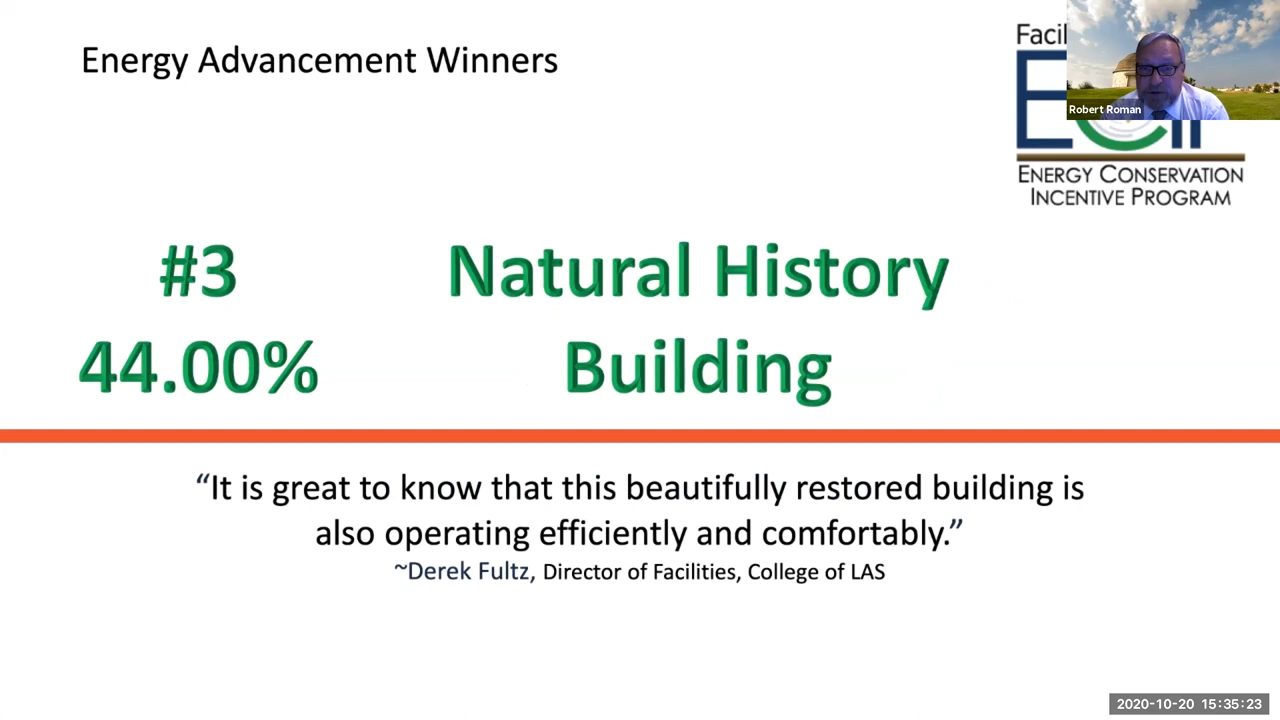 Energy Advancement Winners
Robert Roman
ENERGY CONSERVATION
INCENTIVE PROGRAM
#3
44.00%
Natural History
Building
“It is great to know that this beautifully restored building is
also operating efficiently and comfortably.”
~Derek Fultz, Director of Facilities, College of LAS
2020-10-20 15:35:23